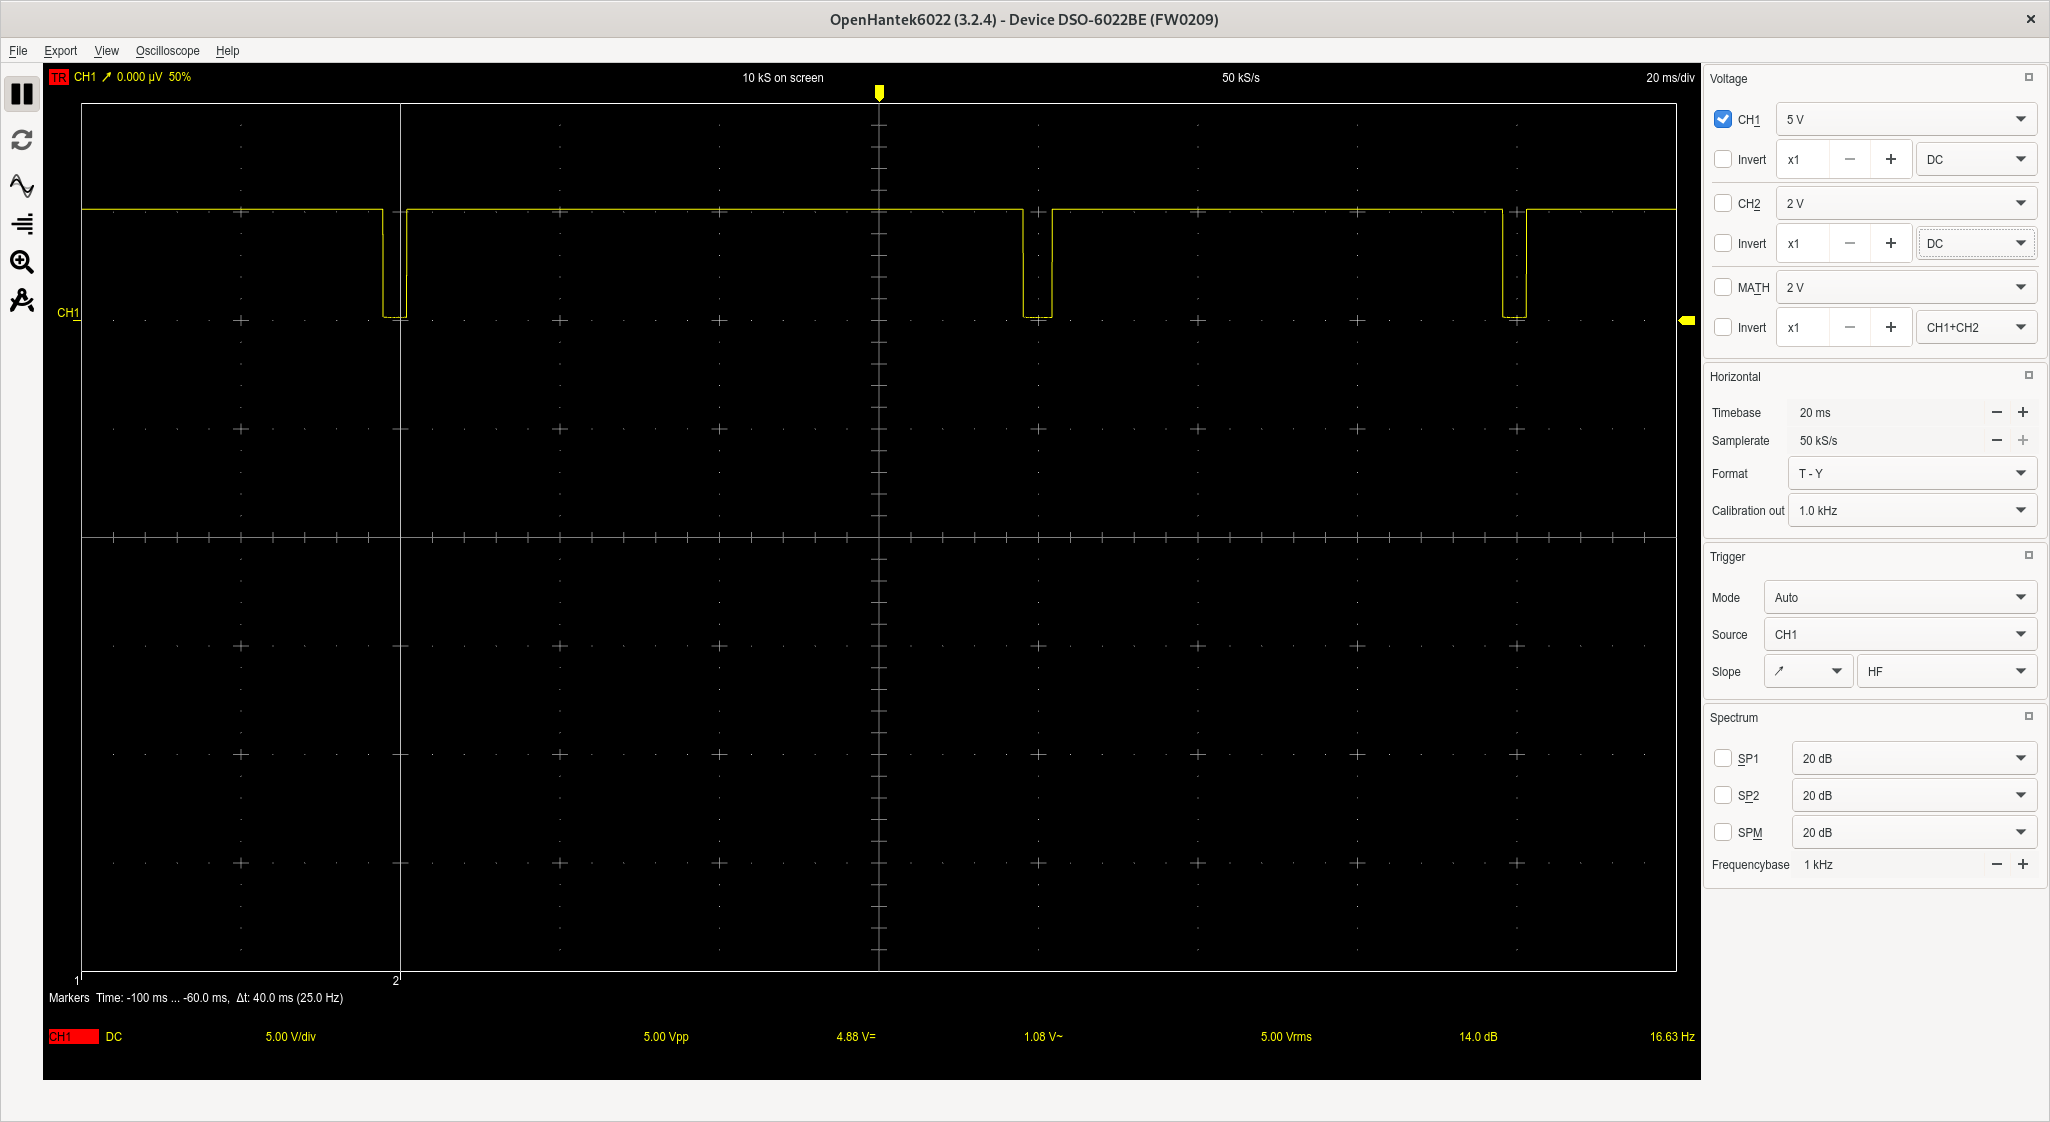 OpenHantek6022 (3.2.4) - Device DSO-6022BE (FW0209)
File Export View Oscilloscope Help
TR CH1 0.000 µV 50% 10 kS on screen 50 kS/s 20 ms/div
CH1
1 2
Markers Time: -100 ms ... -60.0 ms, Δt: 40.0 ms (25.0 Hz)
CH1 DC 5.00 V/div 5.00 Vpp 4.88 V= 1.08 V~ 5.00 Vrms 14.0 dB 16.63 Hz
Voltage
CH1 5 V
Invert x1 − + DC
CH2 2 V
Invert x1 − + DC
MATH 2 V
Invert x1 − + CH1+CH2
Horizontal
Timebase 20 ms − +
Samplerate 50 kS/s − +
Format T - Y
Calibration out 1.0 kHz
Trigger
Mode Auto
Source CH1
Slope HF
Spectrum
SP1 20 dB
SP2 20 dB
SPM 20 dB
Frequencybase 1 kHz − +